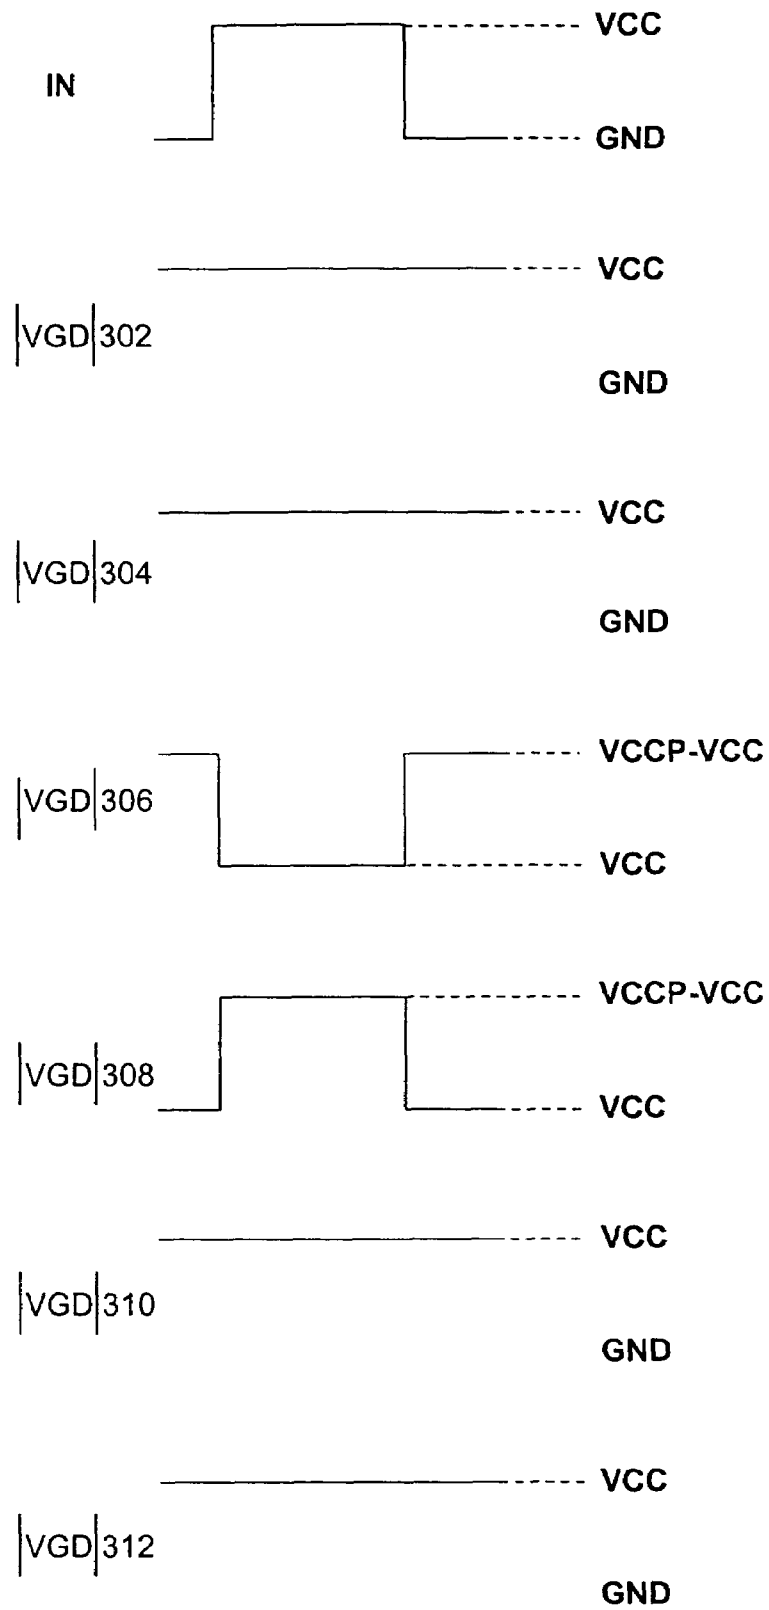 VCC
IN
GND
VCC
|VGD|302
GND
VCC
|VGD|304
GND
VCCP-VCC
|VGD|306
VCC
VCCP-VCC
|VGD|308
VCC
VCC
|VGD|310
GND
VCC
|VGD|312
GND